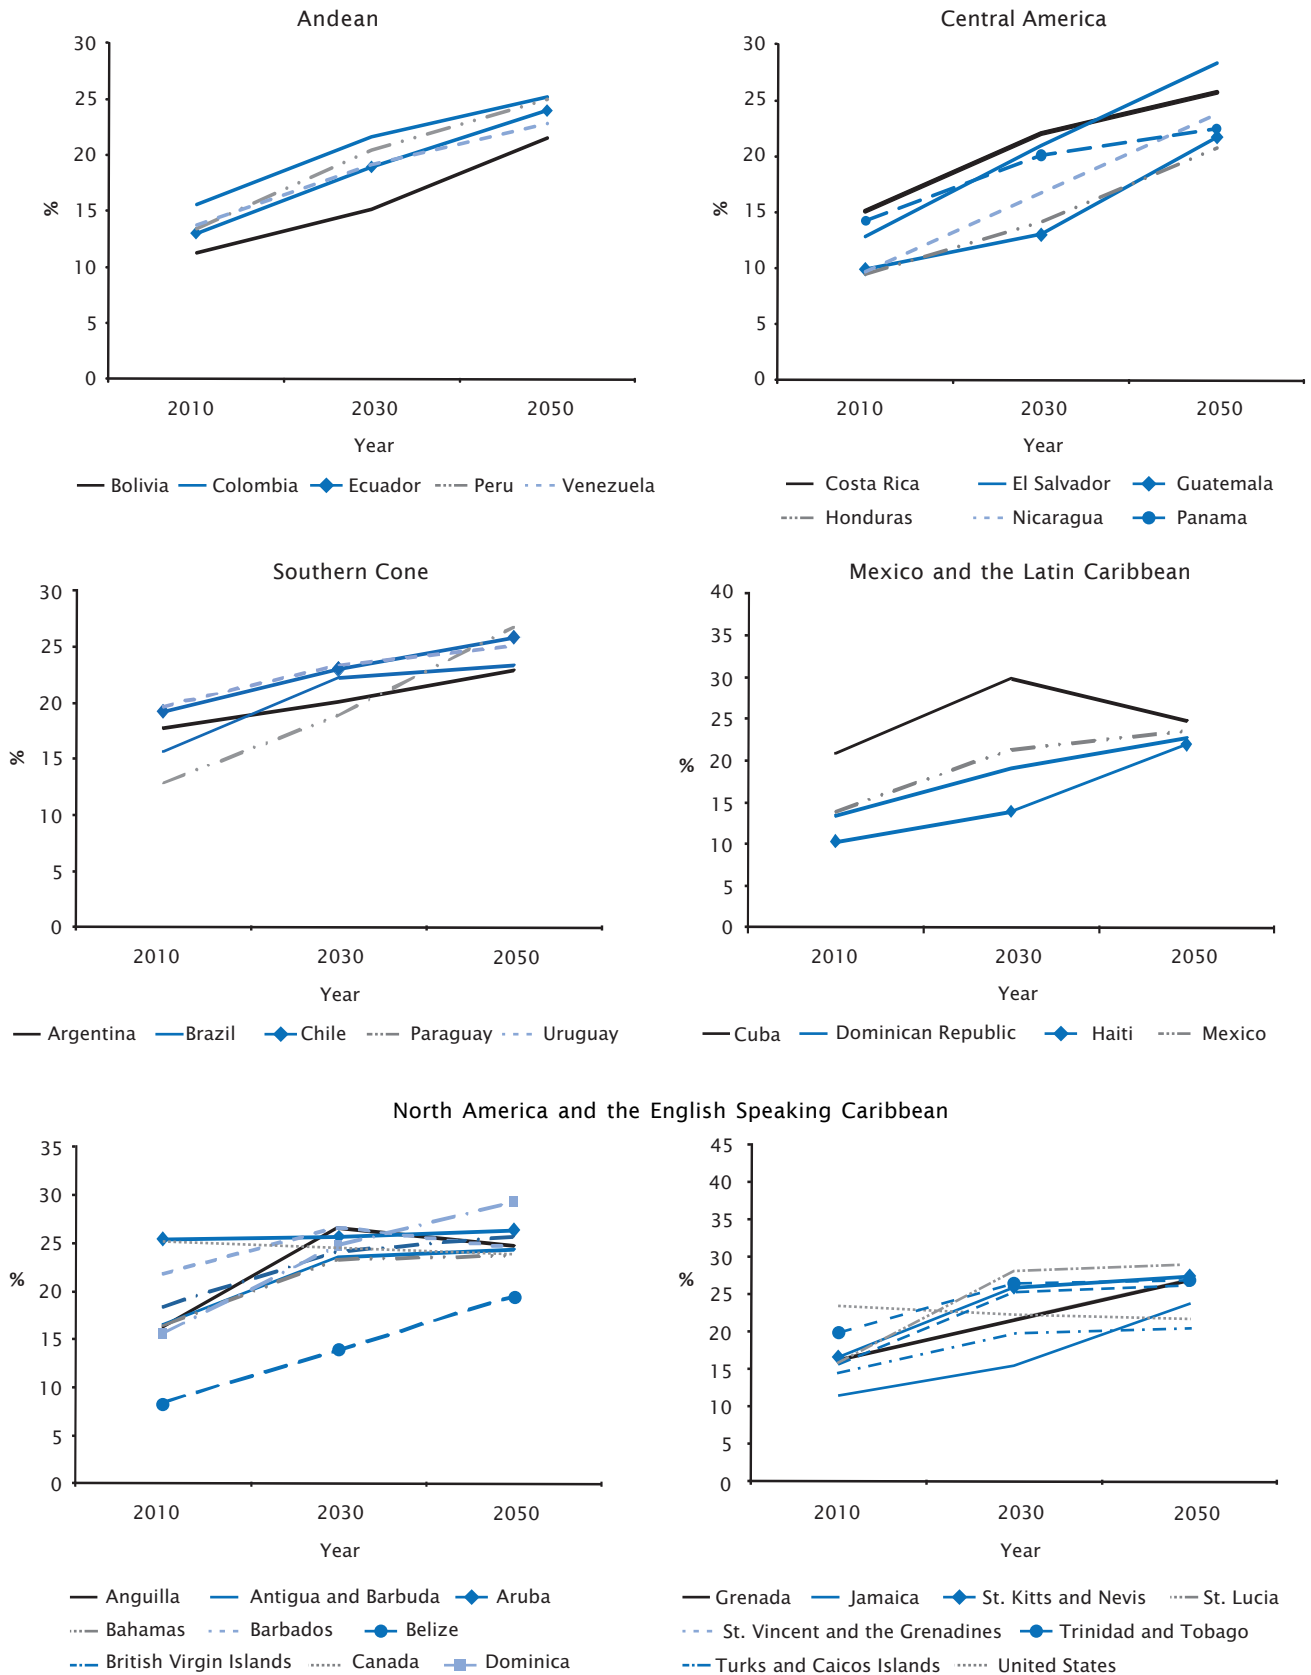 Andean
30
25
20
15
10
5
0
%
2010 2030 2050
Year
Bolivia Colombia Ecuador Peru Venezuela
Central America
30
25
20
15
10
5
0
%
2010 2030 2050
Year
Costa Rica El Salvador Guatemala
Honduras Nicaragua Panama
Southern Cone
30
25
20
15
10
5
0
%
2010 2030 2050
Year
Argentina Brazil Chile Paraguay Uruguay
Mexico and the Latin Caribbean
40
35
30
25
20
15
10
5
0
%
2010 2030 2050
Year
Cuba Dominican Republic Haiti Mexico
North America and the English Speaking Caribbean
35
30
25
20
15
10
5
0
%
2010 2030 2050
Year
Anguilla Antigua and Barbuda Aruba
Bahamas Barbados Belize
British Virgin Islands Canada Dominica
45
40
35
30
25
20
15
10
5
0
%
2010 2030 2050
Year
Grenada Jamaica St. Kitts and Nevis St. Lucia
St. Vincent and the Grenadines Trinidad and Tobago
Turks and Caicos Islands United States